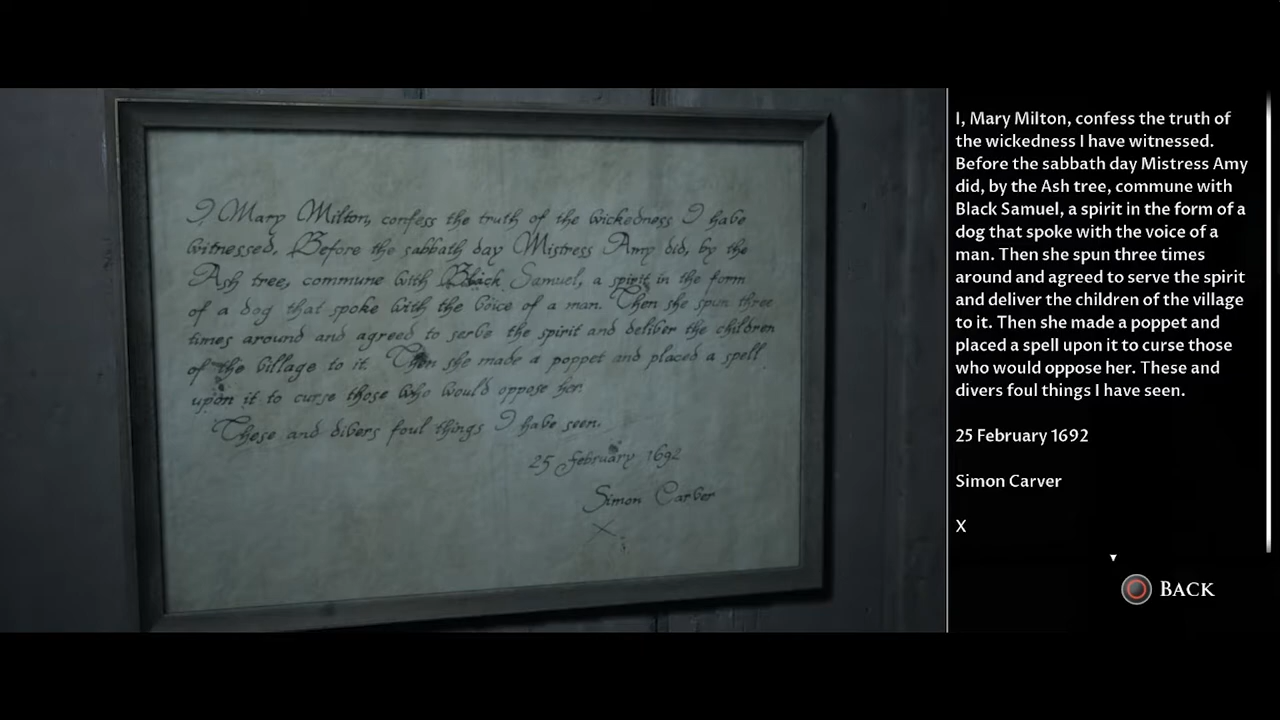 I Mary Milton, confess the truth of the wickedness I have
witnessed. Before the sabbath day Mistress Amy did, by the
Ash tree, commune with Black Samuel, a spirit in the form
of a dog that spoke with the voice of a man. Then she spun three
times around and agreed to serve the spirit and deliver the children
of the village to it. Then she made a poppet and placed a spell
upon it to curse those who would oppose her.
These and divers foul things I have seen.
25 February 1692
Simon Carver
X
I, Mary Milton, confess the truth of
the wickedness I have witnessed.
Before the sabbath day Mistress Amy
did, by the Ash tree, commune with
Black Samuel, a spirit in the form of a
dog that spoke with the voice of a
man. Then she spun three times
around and agreed to serve the spirit
and deliver the children of the village
to it. Then she made a poppet and
placed a spell upon it to curse those
who would oppose her. These and
divers foul things I have seen.
25 February 1692
Simon Carver
X
BACK